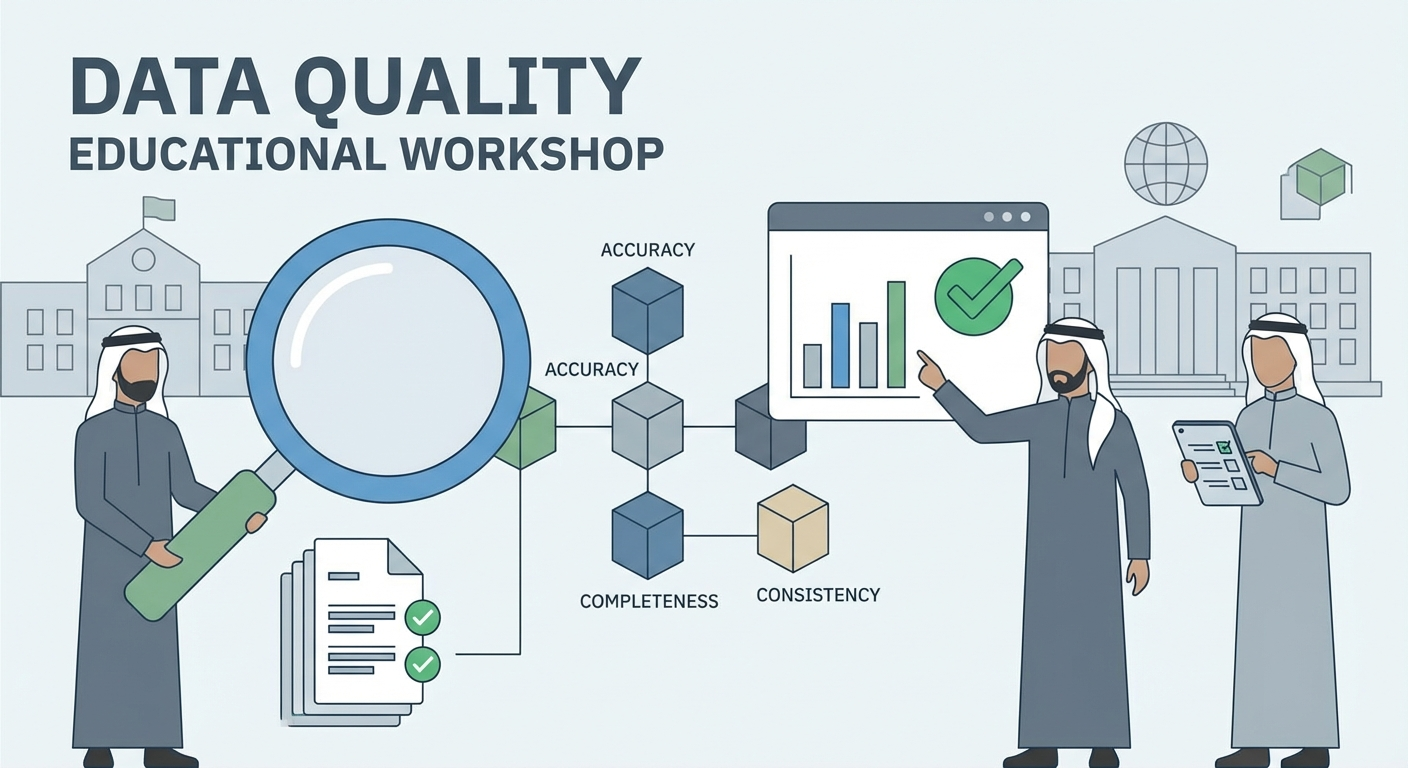 DATA QUALITY
EDUCATIONAL WORKSHOP
ACCURACY
ACCURACY
COMPLETENESS
CONSISTENCY